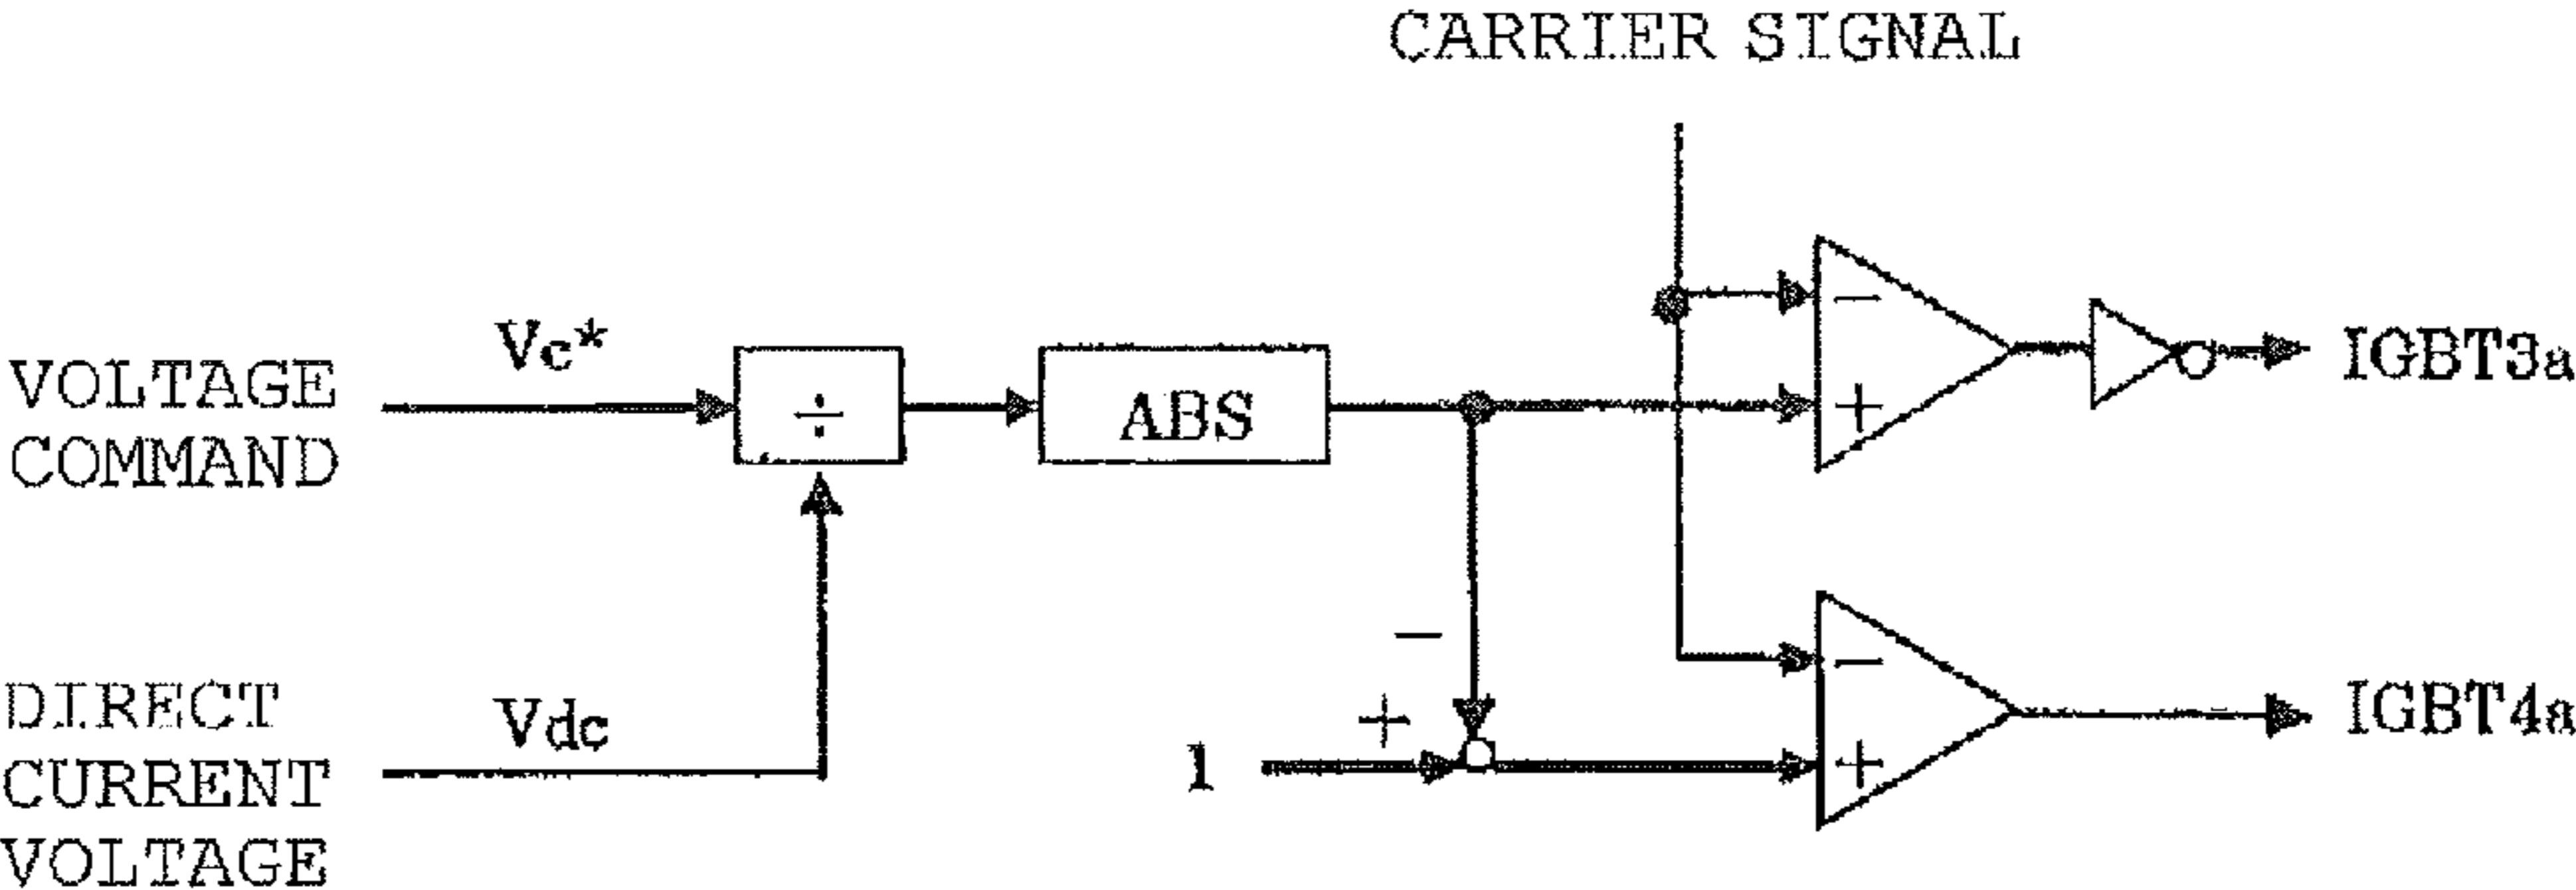 CARRIER SIGNAL
Vc*
VOLTAGE
COMMAND
÷
ABS
−
+
IGBT3a
DIRECT
CURRENT
VOLTAGE
Vdc
−
+
1
−
+
IGBT4a